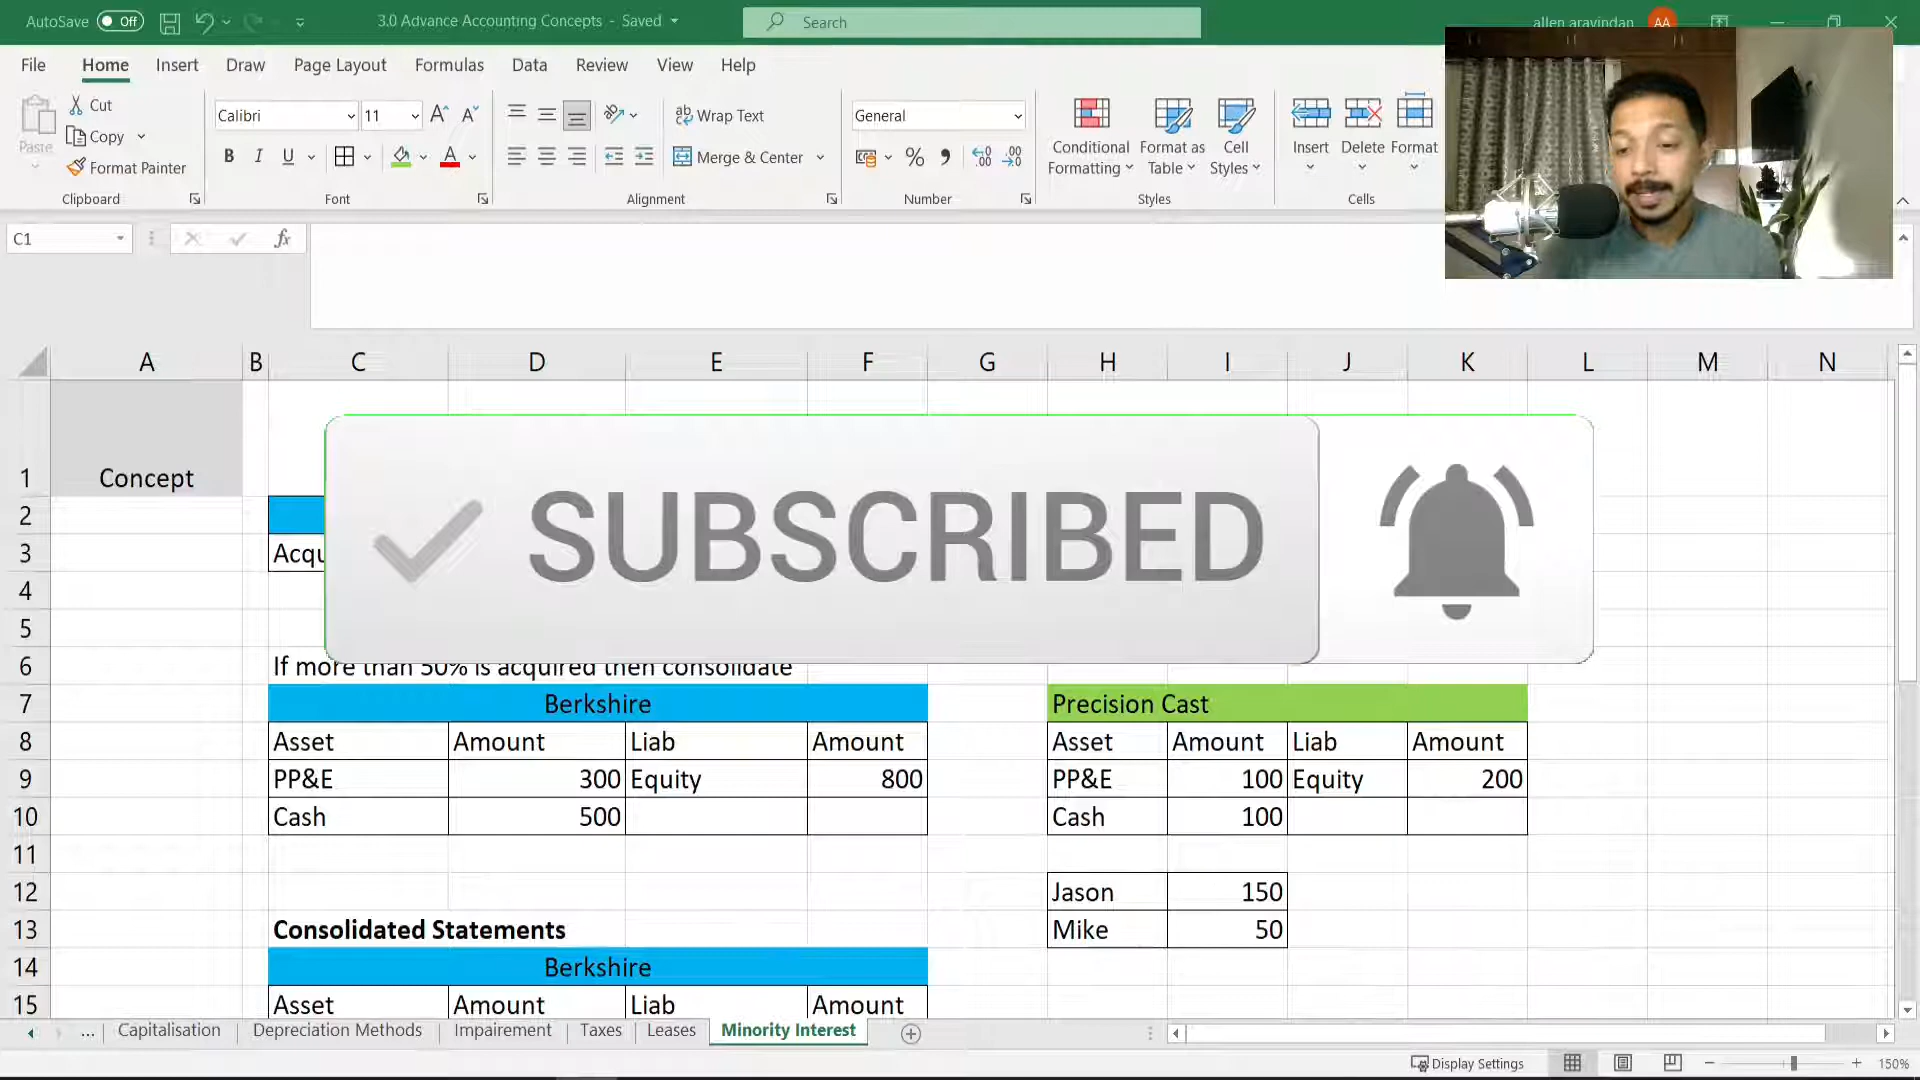 AutoSave Off 3.0 Advance Accounting Concepts - Saved Search allen aravindan AA
File Home Insert Draw Page Layout Formulas Data Review View Help
Paste Cut Copy Format Painter
Calibri 11
B I U A
Wrap Text
Merge & Center
General
% , .00
Conditional Formatting
Format as Table
Cell Styles
Insert Delete Format
Clipboard Font Alignment Number Styles Cells
C1 fx
A B C D E F G H I J K L M N
1 Concept
SUBSCRIBED
2
3
4
5
6 If more than 50% is acquired then consolidate
7 Berkshire Precision Cast
8 Asset Amount Liab Amount Asset Amount Liab Amount
9 PP&E 300 Equity 800 PP&E 100 Equity 200
10 Cash 500 Cash 100
11
12 Jason 150
13 Consolidated Statements Mike 50
14 Berkshire
15 Asset Amount Liab Amount
... Capitalisation Depreciation Methods Impairement Taxes Leases Minority Interest
Display Settings 150%